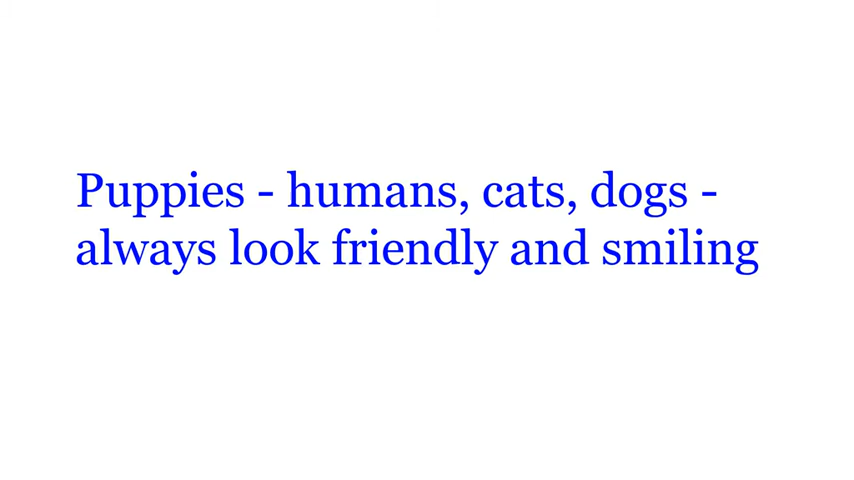 Puppies - humans, cats, dogs -
always look friendly and smiling